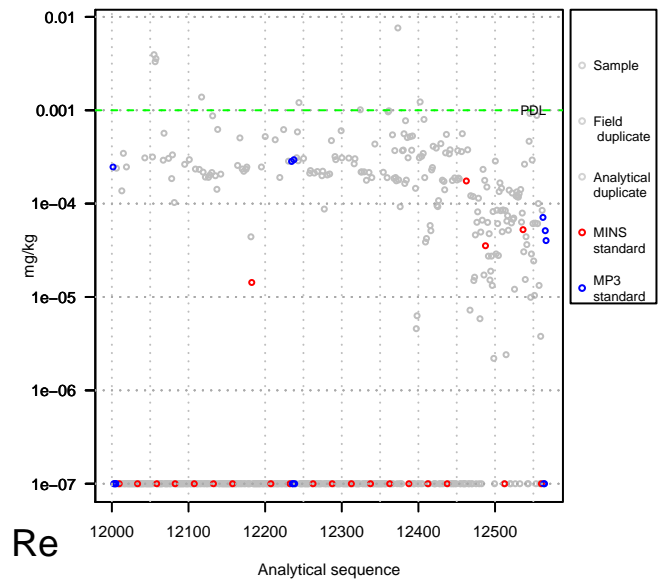 0.01
0.001
1e−04
1e−05
1e−06
1e−07
mg/kg
PDL
12000
12100
12200
12300
12400
12500
Analytical sequence
Re
Sample
Field
duplicate
Analytical
duplicate
MINS
standard
MP3
standard